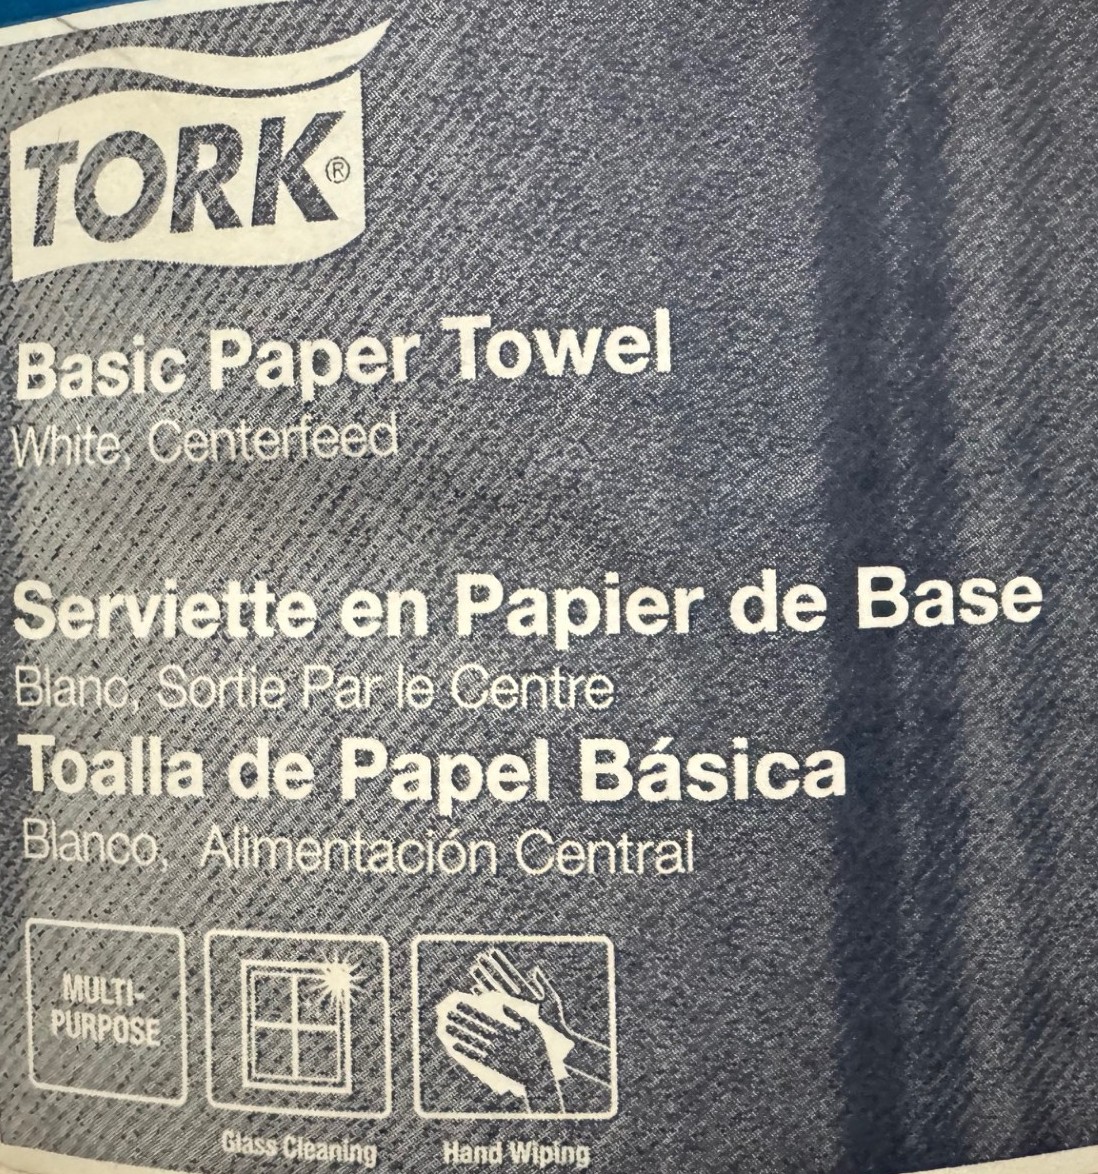 TORK®
Basic Paper Towel
White, Centerfeed
Serviette en Papier de Base
Blanc, Sortie Par le Centre
Toalla de Papel Básica
Blanco, Alimentación Central
MULTI-
PURPOSE
Glass Cleaning
Hand Wiping